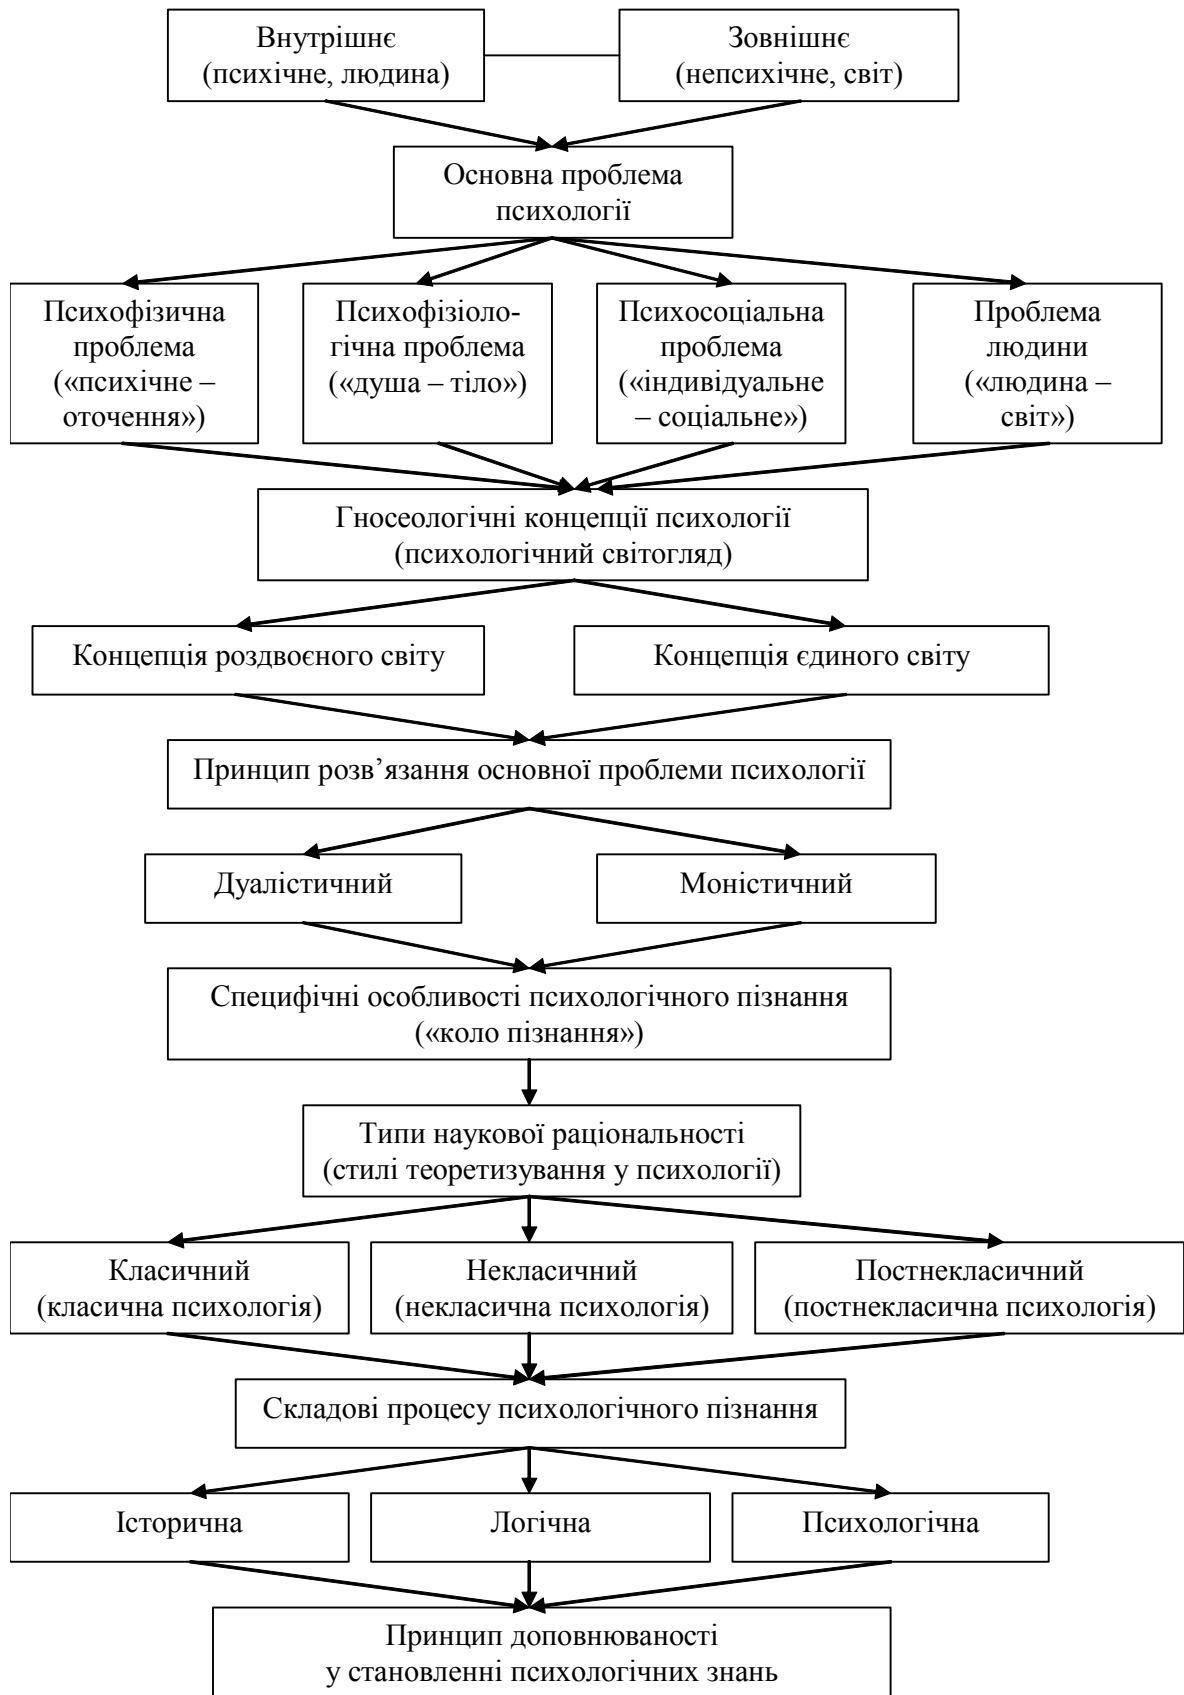 Внутрішнє
(психічне, людина)
Зовнішнє
(непсихічне, світ)
Основна проблема
психології
Психофізична
проблема
(«психічне –
оточення»)
Психофізіоло-
гічна проблема
(«душа – тіло»)
Психосоціальна
проблема
(«індивідуальне
– соціальне»)
Проблема
людини
(«людина –
світ»)
Гносеологічні концепції психології
(психологічний світогляд)
Концепція роздвоєного світу
Концепція єдиного світу
Принцип розв’язання основної проблеми психології
Дуалістичний
Моністичний
Специфічні особливості психологічного пізнання
(«коло пізнання»)
Типи наукової раціональності
(стилі теоретизування у психології)
Класичний
(класична психологія)
Некласичний
(некласична психологія)
Постнекласичний
(постнекласична психологія)
Складові процесу психологічного пізнання
Історична
Логічна
Психологічна
Принцип доповнюваності
у становленні психологічних знань